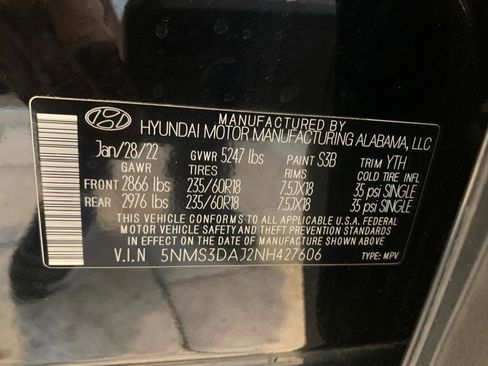 MANUFACTURED BY
HYUNDAI MOTOR MANUFACTURING ALABAMA, LLC
Jan/28/22 GVWR 5247 lbs PAINT S3B TRIM YTH
GAWR TIRES RIMS COLD TIRE INFL
FRONT 2866 lbs 235/60R18 7.5JX18 35 psi SINGLE
REAR 2976 lbs 235/60R18 7.5JX18 35 psi SINGLE
THIS VEHICLE CONFORMS TO ALL APPLICABLE U.S.A. FEDERAL
MOTOR VEHICLE SAFETY AND THEFT PREVENTION STANDARDS
IN EFFECT ON THE DATE OF MANUFACTURE SHOWN ABOVE.
V.I.N 5NMS3DAJ2NH427606 TYPE: MPV